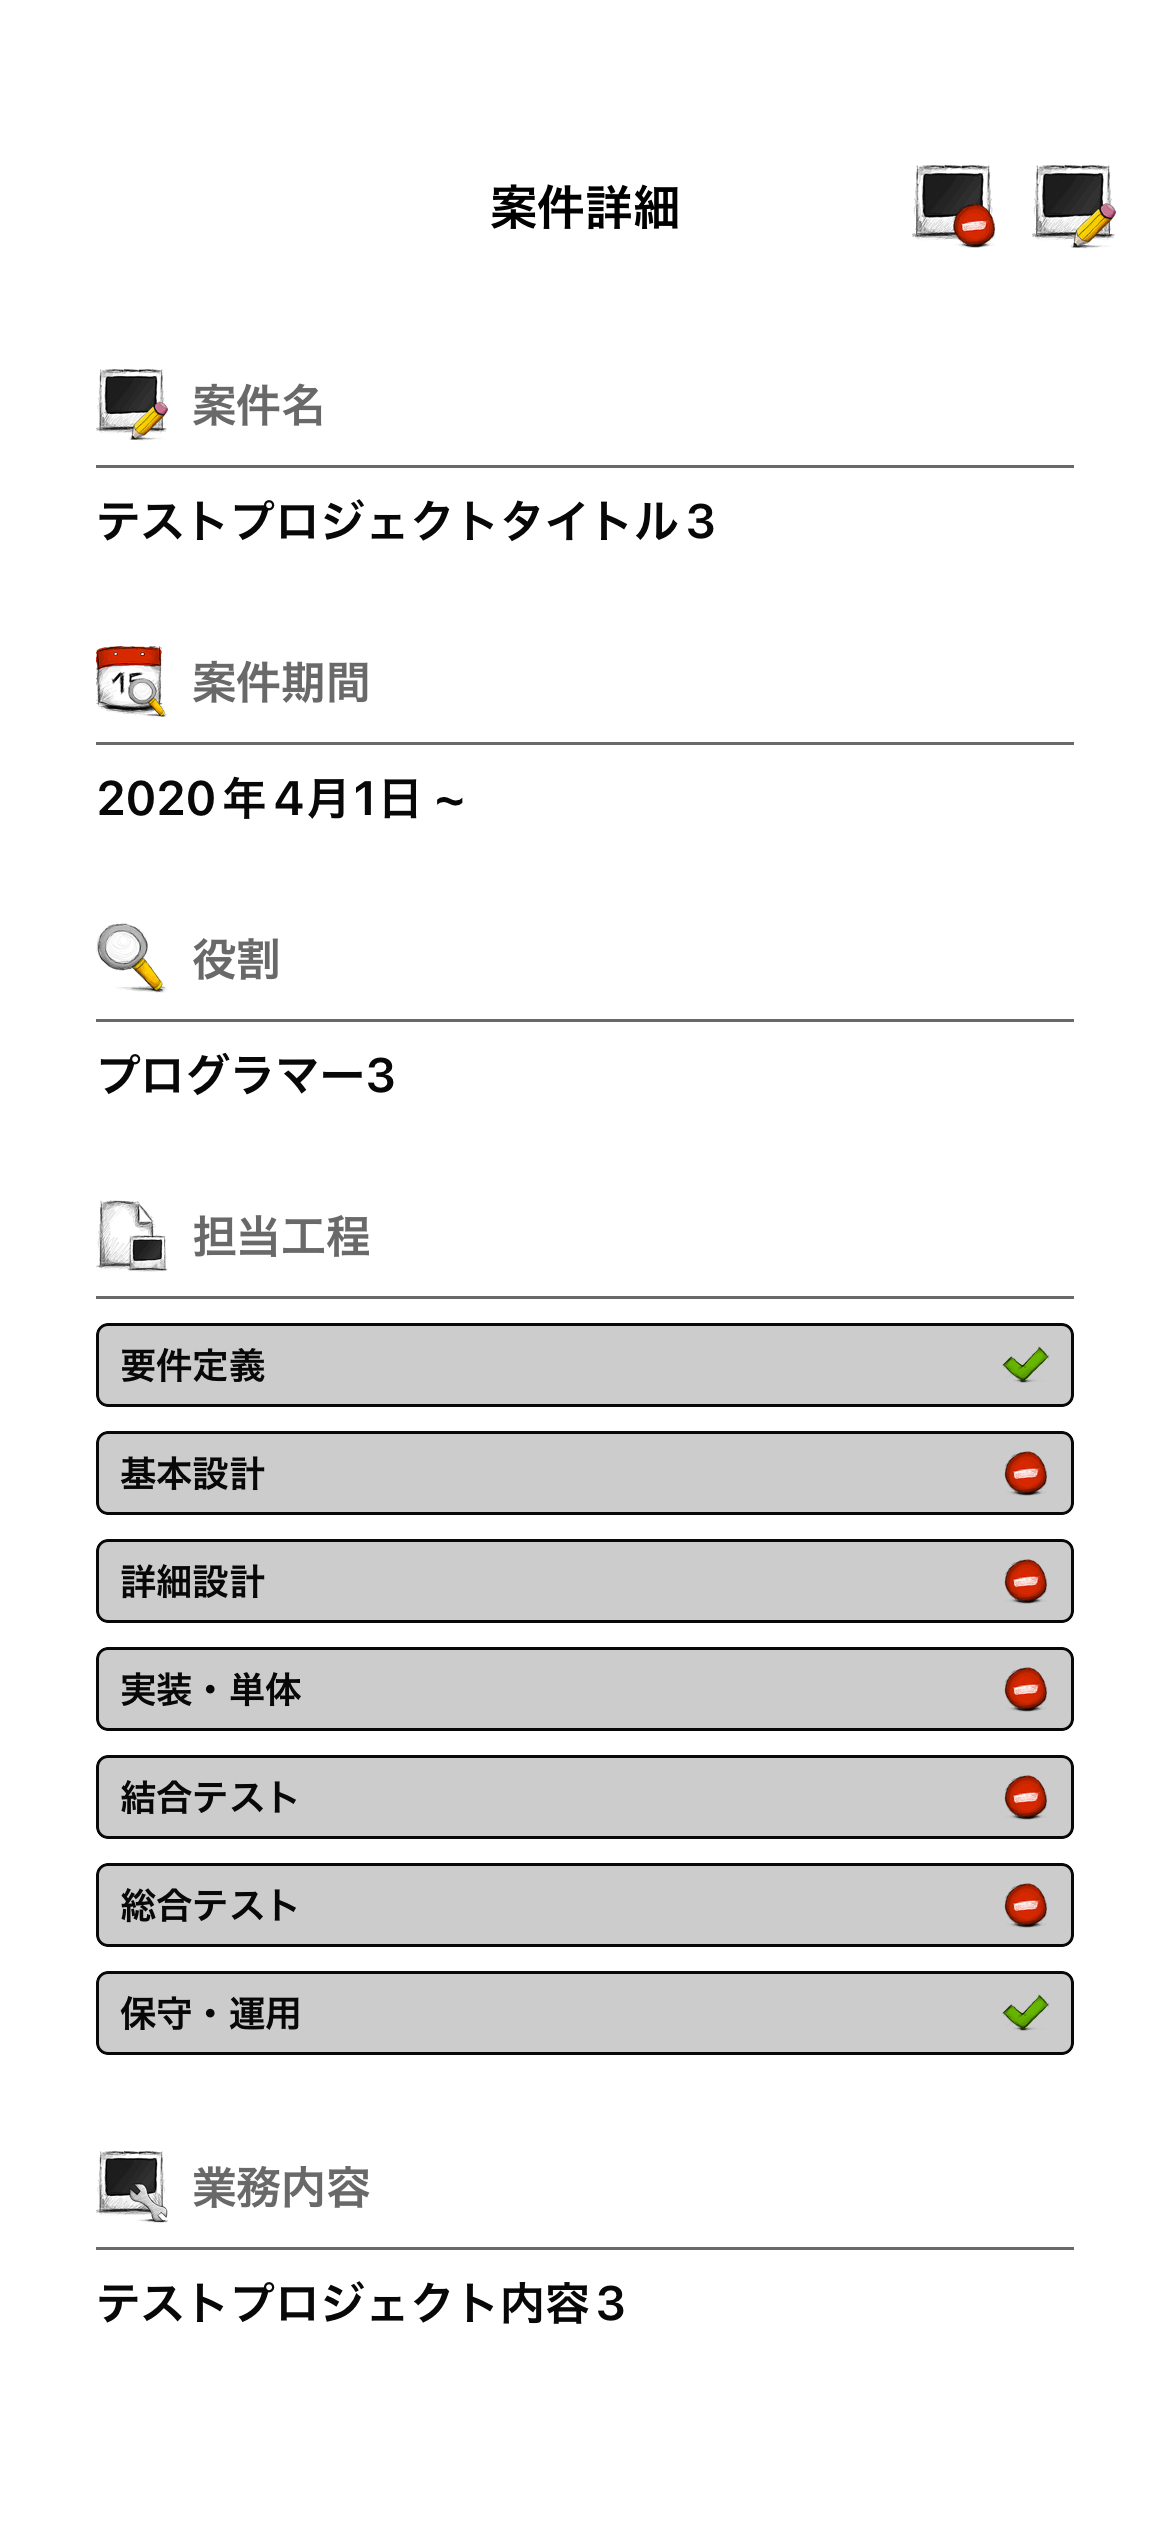 案件詳細
案件名
テストプロジェクトタイトル3
15
案件期間
2020年4月1日 ~
役割
プログラマー3
担当工程
要件定義
基本設計
詳細設計
実装・単体
結合テスト
総合テスト
保守・運用
業務内容
テストプロジェクト内容3